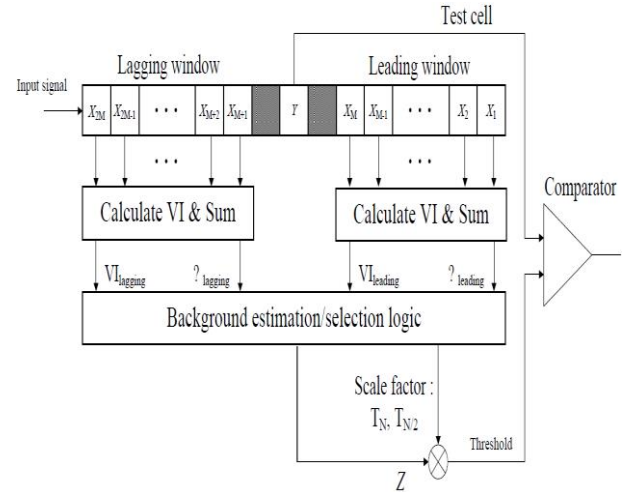 Test cell
Lagging window
Leading window
Input signal
X2M X2M-1 ··· XM+2 XM+1 Y XM XM-1 ··· X2 X1
··· ···
Comparator
Calculate VI & Sum
Calculate VI & Sum
VIlagging ? lagging VIleading ? leading
Background estimation/selection logic
Scale factor :
TN, TN/2
Threshold
Z